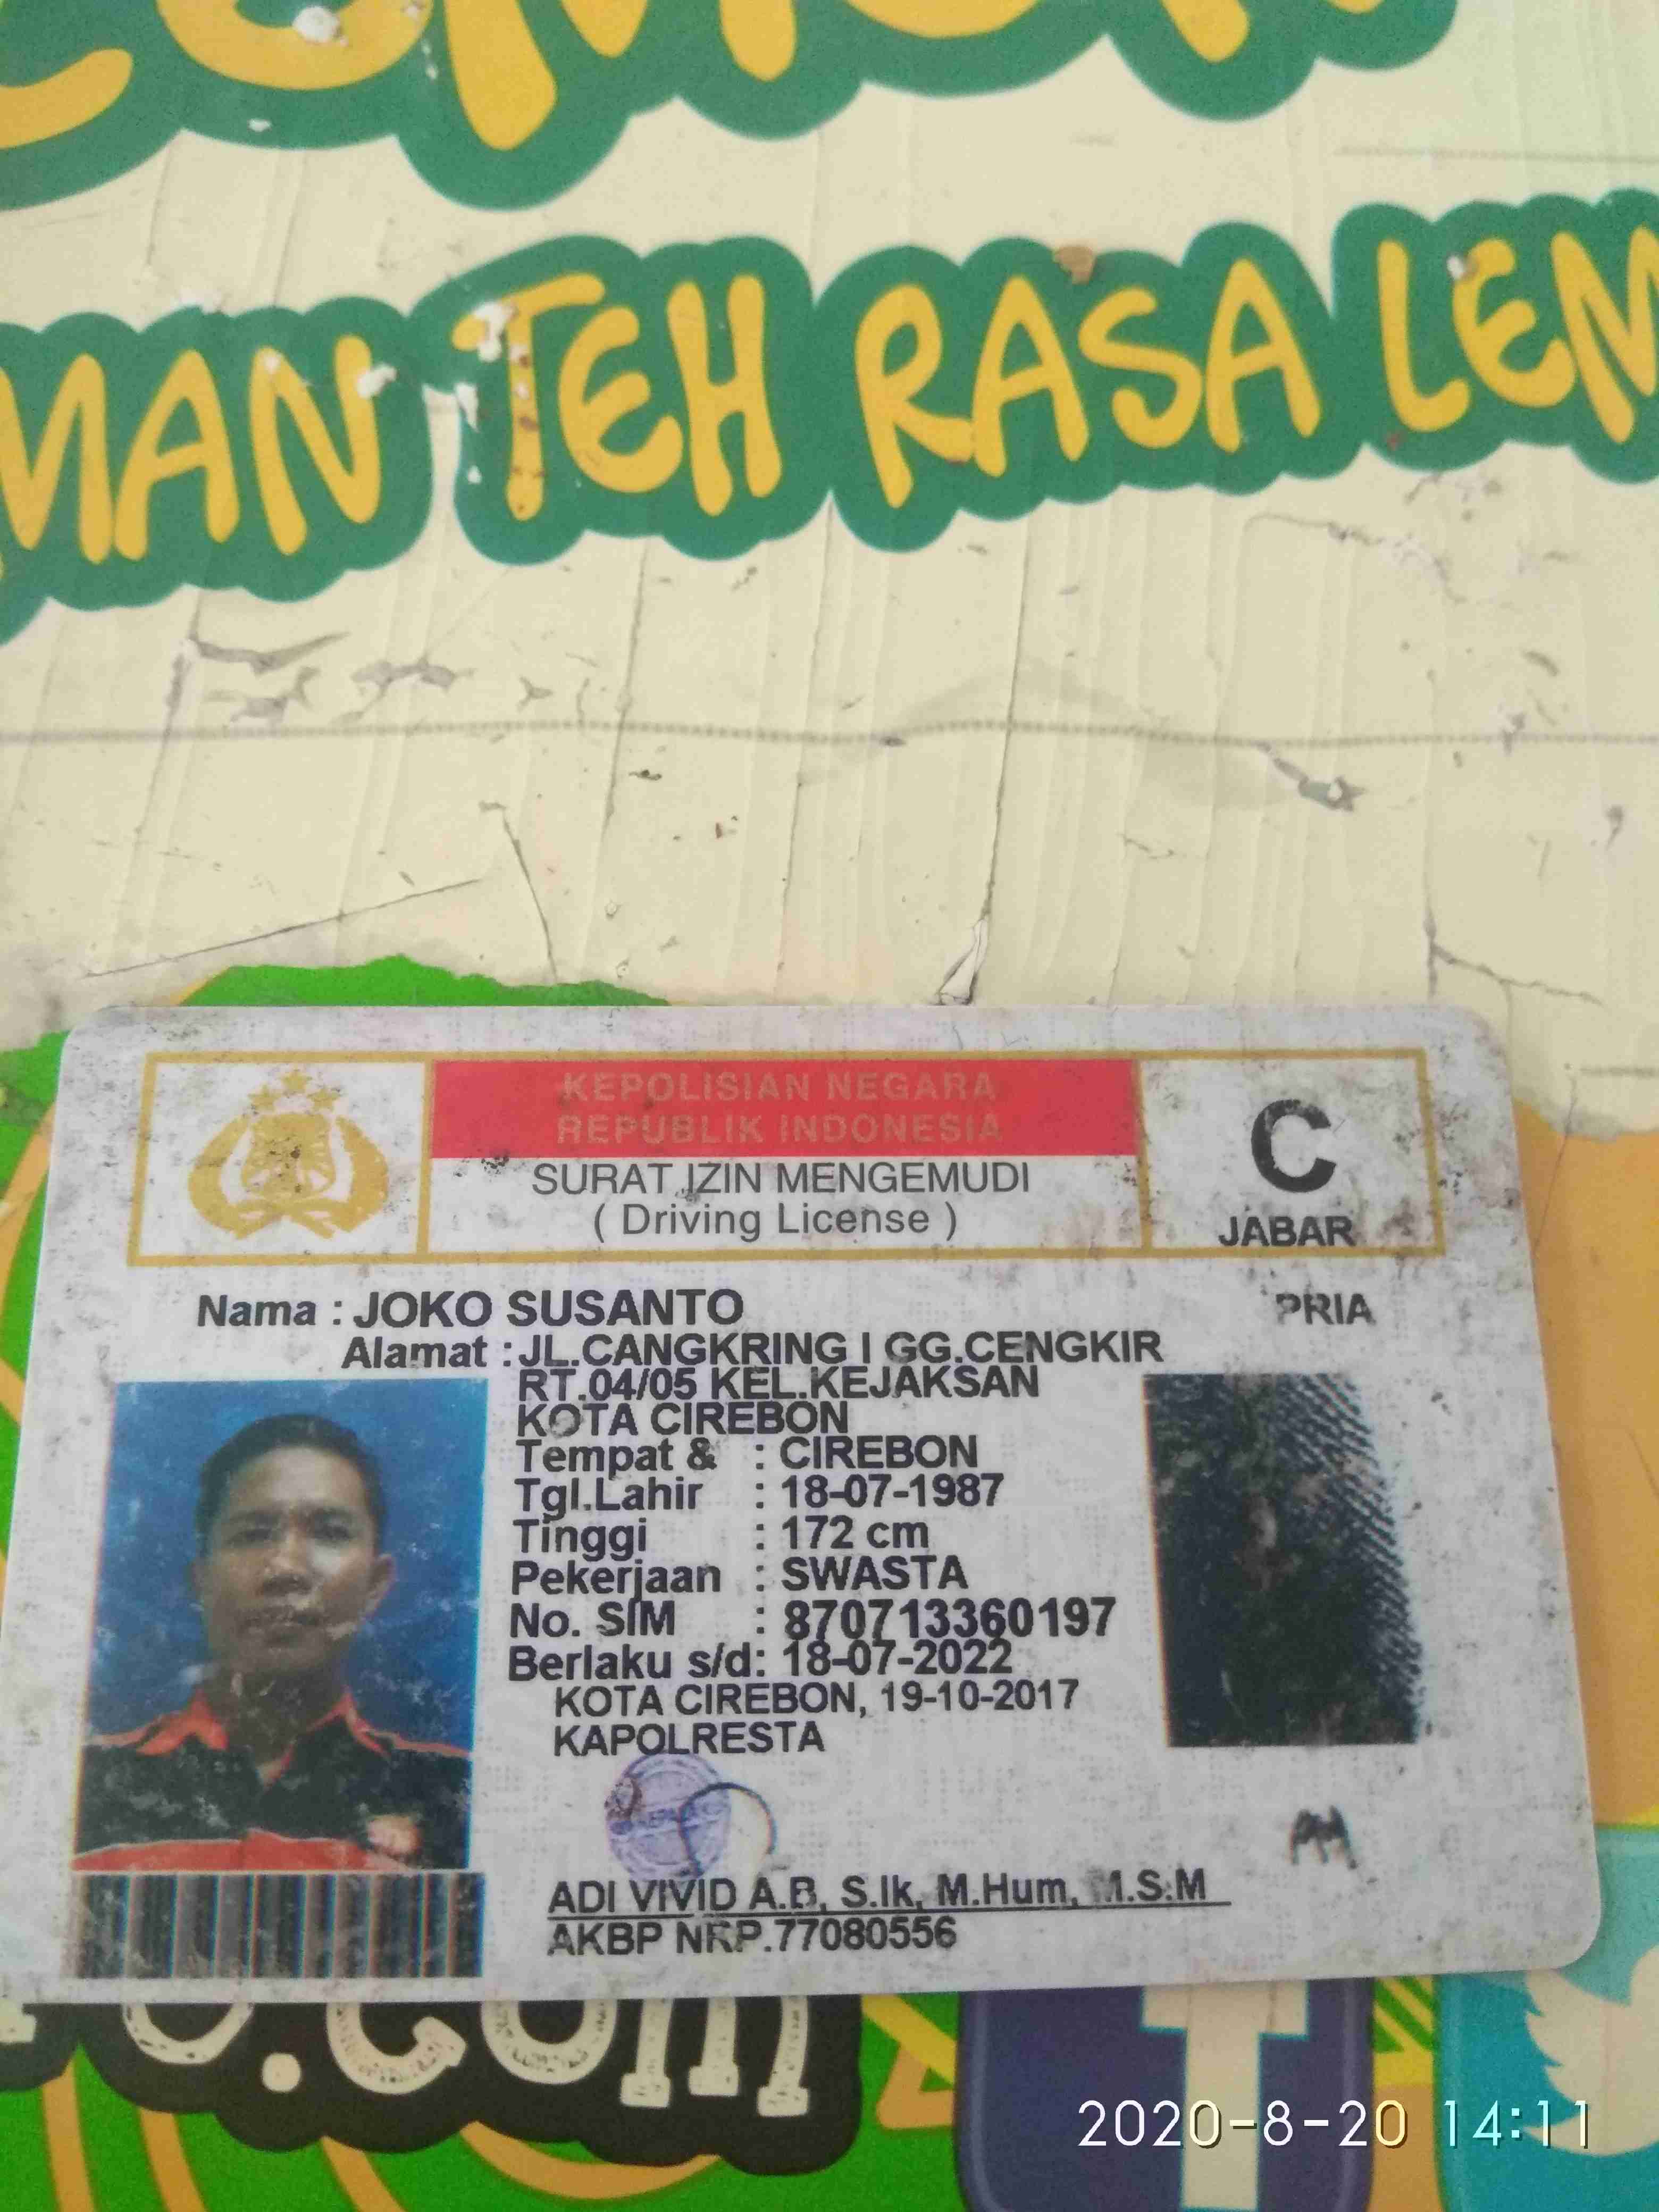 MAN TEH RASA LEM
KEPOLISIAN NEGARA
REPUBLIK INDONESIA
SURAT IZIN MENGEMUDI
( Driving License )
C
JABAR
Nama : JOKO SUSANTO
PRIA
Alamat : JL.CANGKRING I GG.CENGKIR
RT.04/05 KEL.KEJAKSAN
KOTA CIREBON
Tempat & : CIREBON
Tgl.Lahir : 18-07-1987
Tinggi : 172 cm
Pekerjaan : SWASTA
No. SIM : 870713360197
Berlaku s/d: 18-07-2022
KOTA CIREBON, 19-10-2017
KAPOLRESTA
ADI VIVID A.B, S.Ik, M.Hum, M.S.M
AKBP NRP.77080556
.com
2020-8-20 14:11